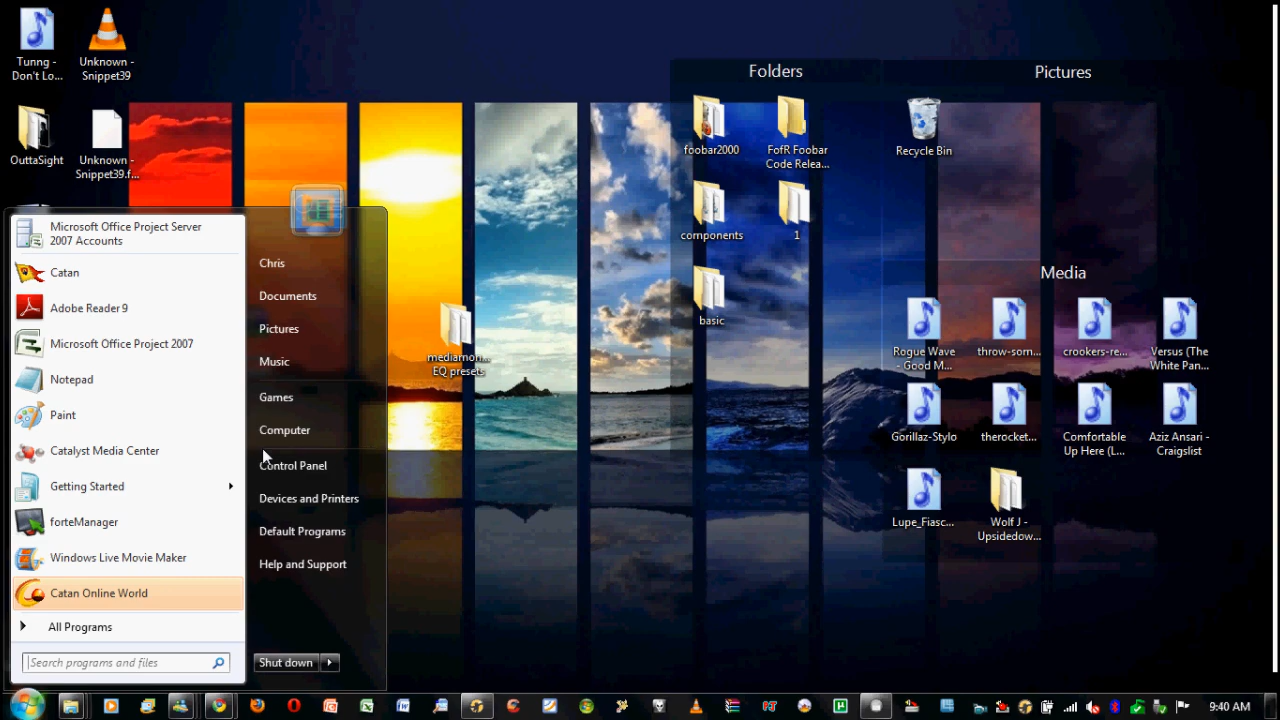 Tunng -
Don't Lo...
Unknown -
Snippet39
OuttaSight
Unknown -
Snippet39.f...
Folders
foobar2000
FofR Foobar
Code Relea...
components
1
basic
Pictures
Recycle Bin
Media
Rogue Wave
- Good M...
throw-som...
crookers-re...
Versus (The
White Pan...
Gorillaz-Stylo
therocket...
Comfortable
Up Here (L...
Aziz Ansari -
Craigslist
Lupe_Fiasc...
Wolf J -
Upsidedow...
mediamon...
EQ presets
Microsoft Office Project Server
2007 Accounts
Catan
Adobe Reader 9
Microsoft Office Project 2007
Notepad
Paint
Catalyst Media Center
Getting Started
forteManager
Windows Live Movie Maker
Catan Online World
All Programs
Search programs and files
Chris
Documents
Pictures
Music
Games
Computer
Control Panel
Devices and Printers
Default Programs
Help and Support
Shut down
9:40 AM